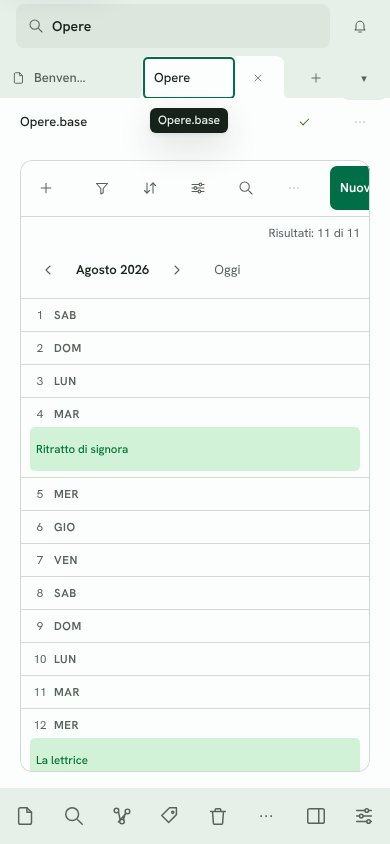 Opere
Benven...
Opere
Opere.base
Opere.base
Nuov
Risultati: 11 di 11
Agosto 2026
Oggi
1 SAB
2 DOM
3 LUN
4 MAR
Ritratto di signora
5 MER
6 GIO
7 VEN
8 SAB
9 DOM
10 LUN
11 MAR
12 MER
La lettrice